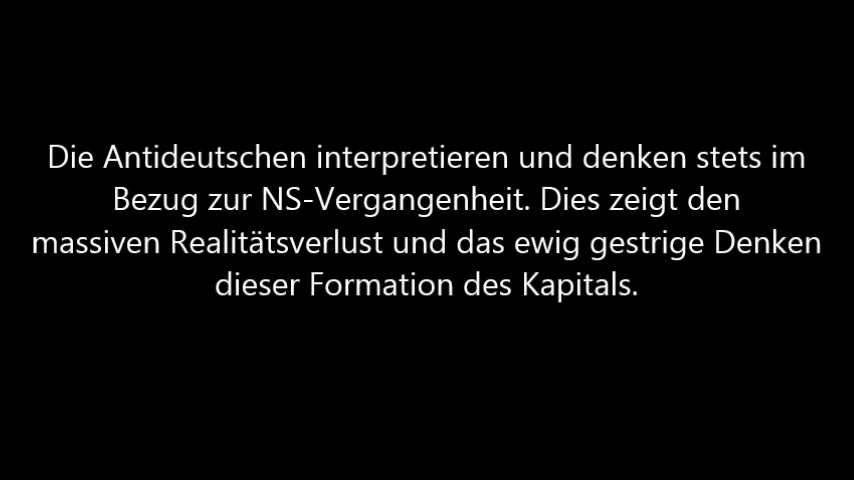 Die Antideutschen interpretieren und denken stets im
Bezug zur NS-Vergangenheit. Dies zeigt den
massiven Realitätsverlust und das ewig gestrige Denken
dieser Formation des Kapitals.